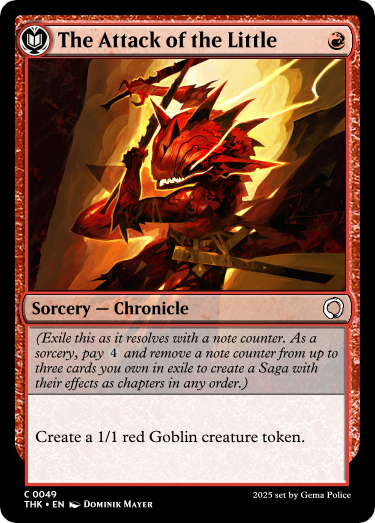 The Attack of the Little
Sorcery — Chronicle
(Exile this as it resolves with a note counter. As a
sorcery, pay 4 and remove a note counter from up to
three cards you own in exile to create a Saga with
their effects as chapters in any order.)
Create a 1/1 red Goblin creature token.
C 0049
THK • EN Dominik Mayer
2025 set by Gema Police